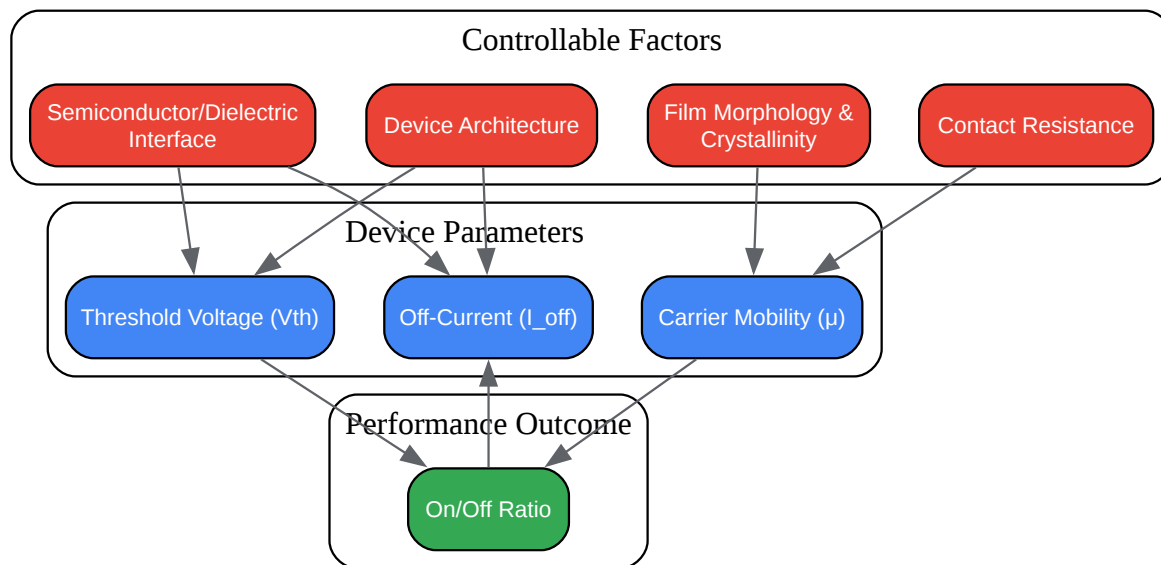 Controllable Factors
Semiconductor/Dielectric
Interface
Device Architecture
Film Morphology &
Crystallinity
Contact Resistance
Device Parameters
Threshold Voltage (Vth)
Off-Current (I_off)
Carrier Mobility (μ)
Performance Outcome
On/Off Ratio